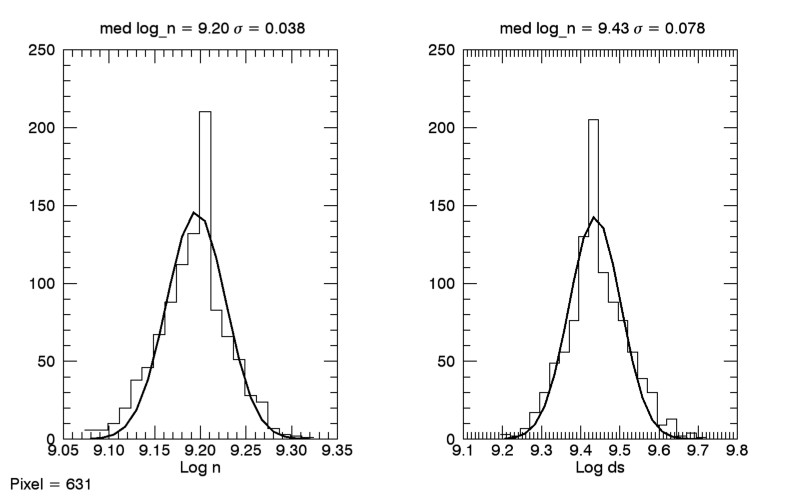 med log_n = 9.20 σ = 0.038
250
200
150
100
50
0
9.05 9.10 9.15 9.20 9.25 9.30 9.35
Log n
med log_n = 9.43 σ = 0.078
250
200
150
100
50
0
9.1 9.2 9.3 9.4 9.5 9.6 9.7 9.8
Log ds
Pixel = 631